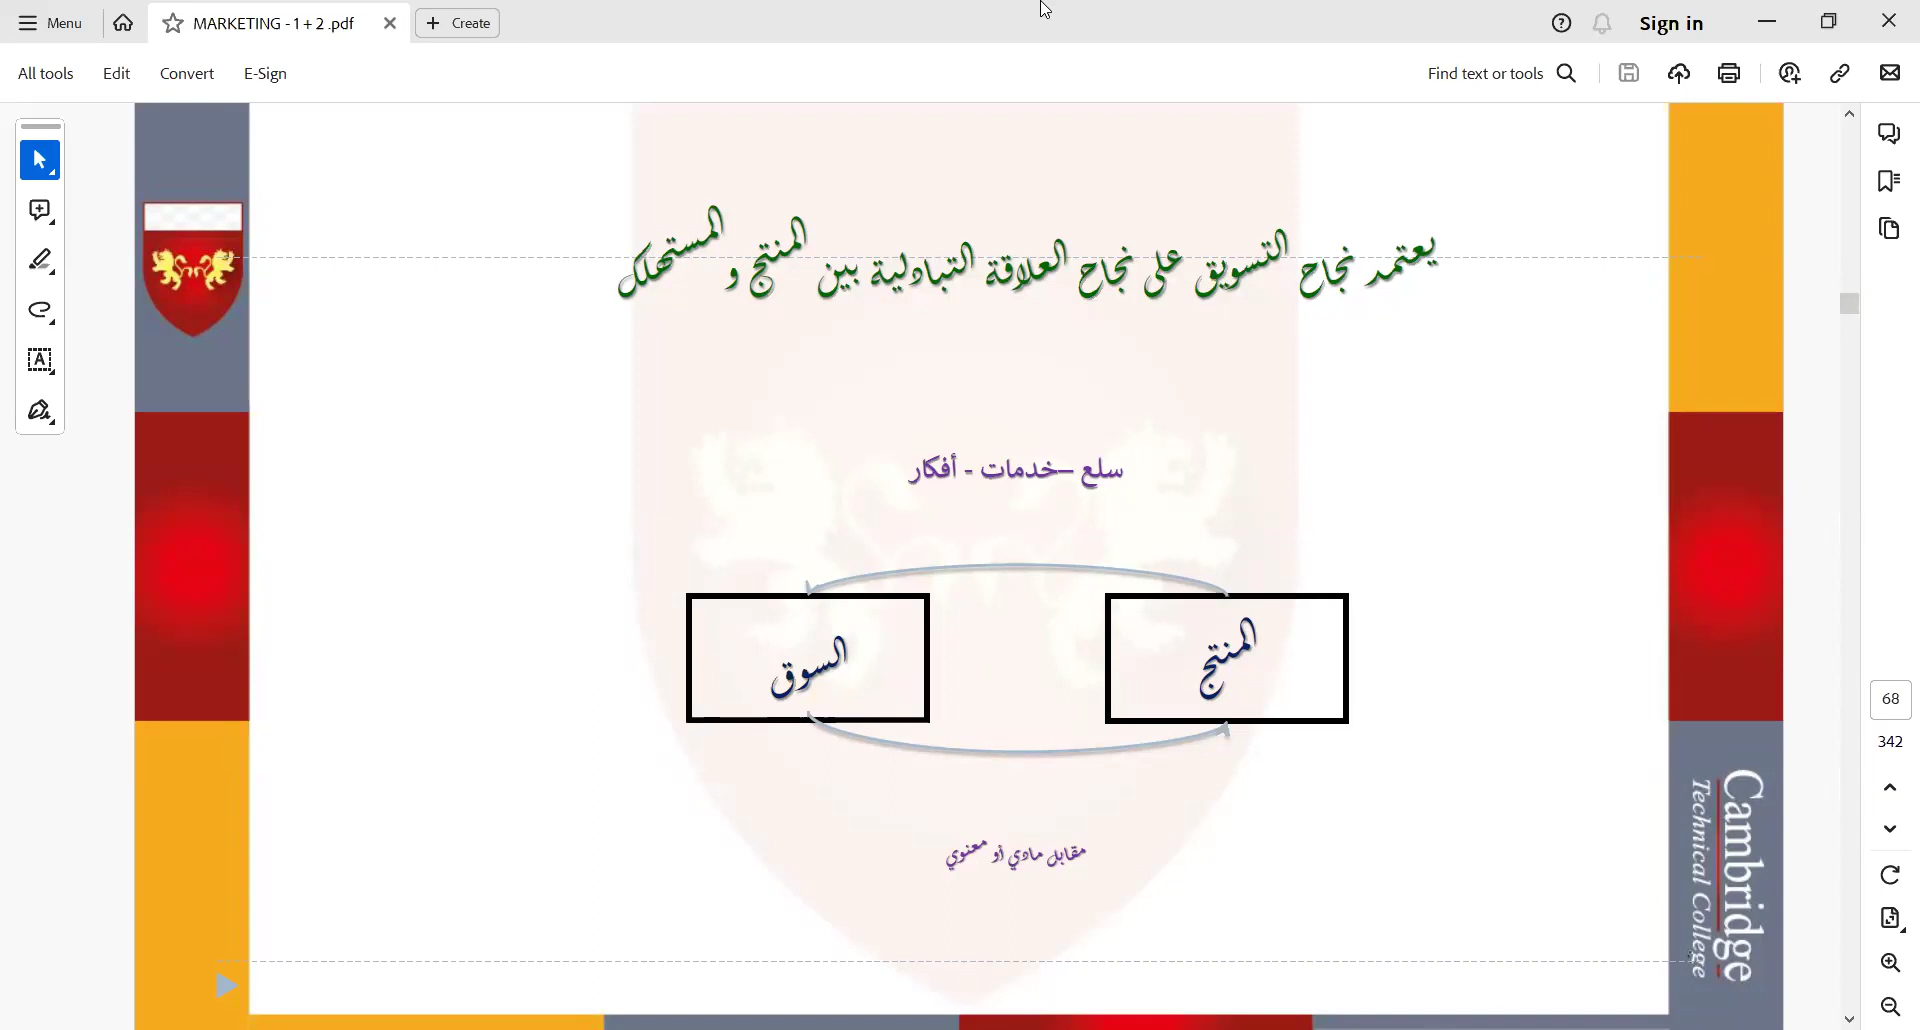 Menu
MARKETING - 1 + 2 .pdf
Create
Sign in
All tools
Edit
Convert
E-Sign
Find text or tools
يعتمد نجاح التسويق على نجاح العلاقة التبادلية بين المنتج و المستهلك
سلع –خدمات - أفكار
المنتج
السوق
مقابل مادي أو معنوي
Cambridge
Technical College
68
342